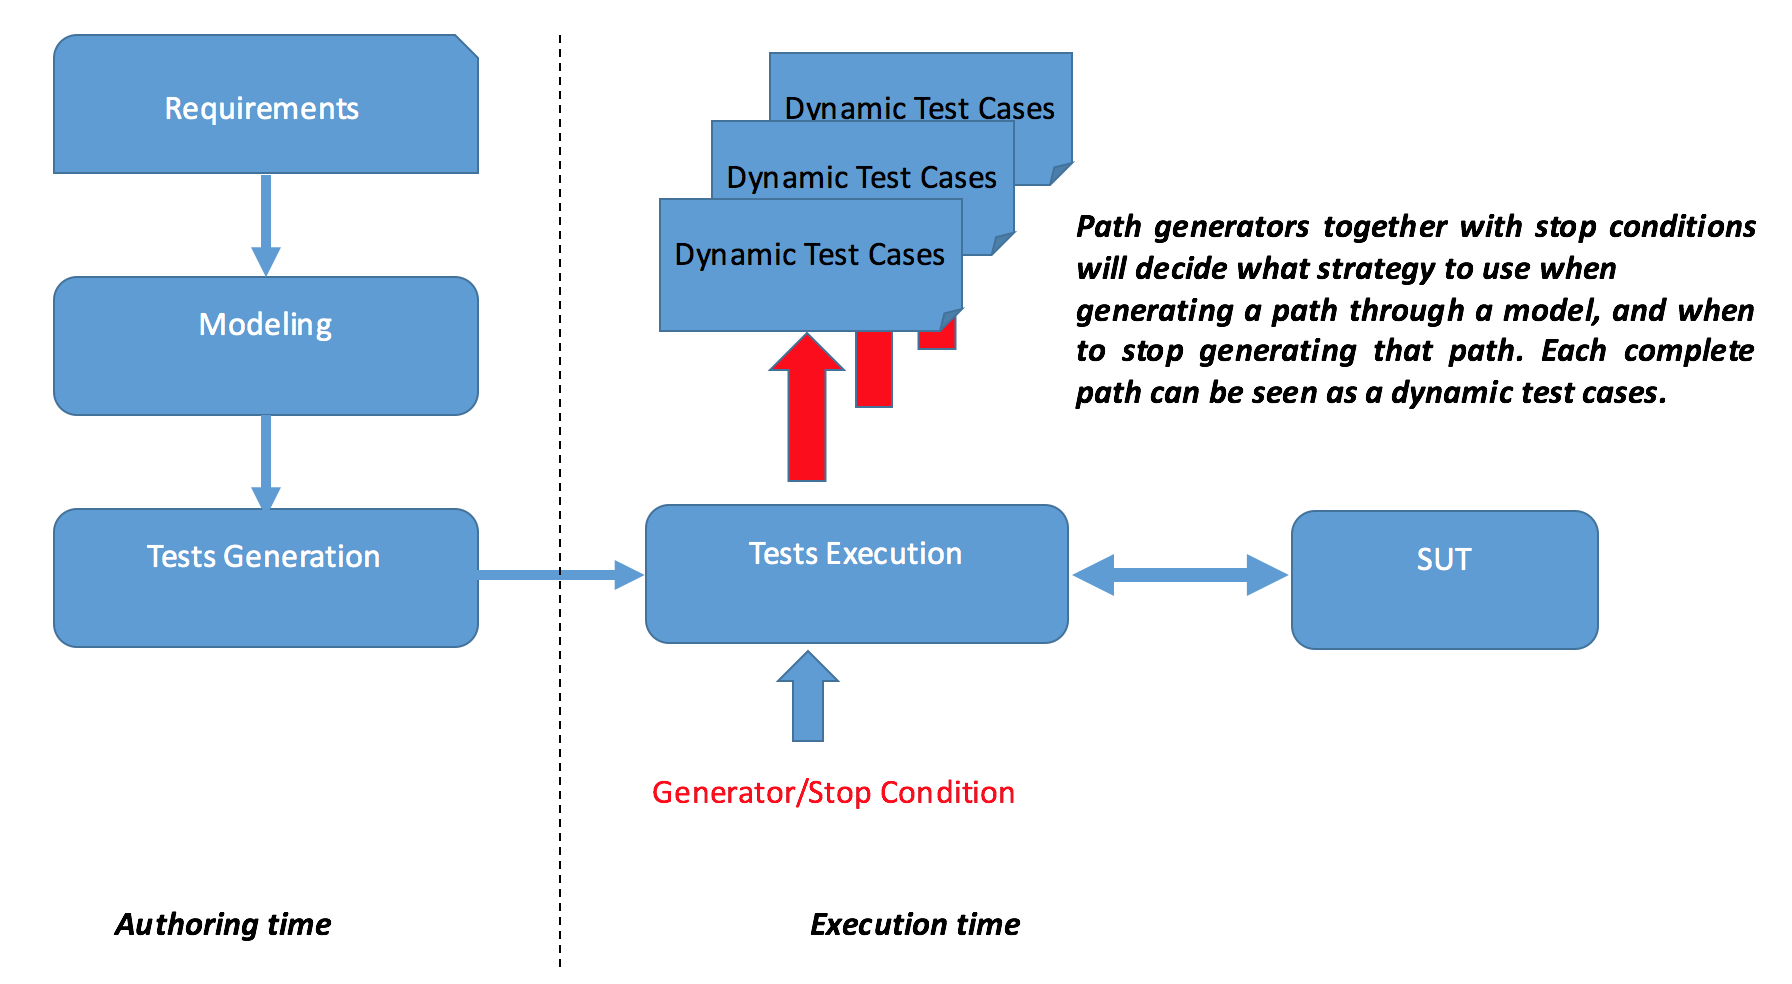 Requirements
Modeling
Tests Generation
Dynamic Test Cases
Dynamic Test Cases
Dynamic Test Cases
Path generators together with stop conditions
will decide what strategy to use when
generating a path through a model, and when
to stop generating that path. Each complete
path can be seen as a dynamic test cases.
Tests Execution
SUT
Generator/Stop Condition
Authoring time
Execution time